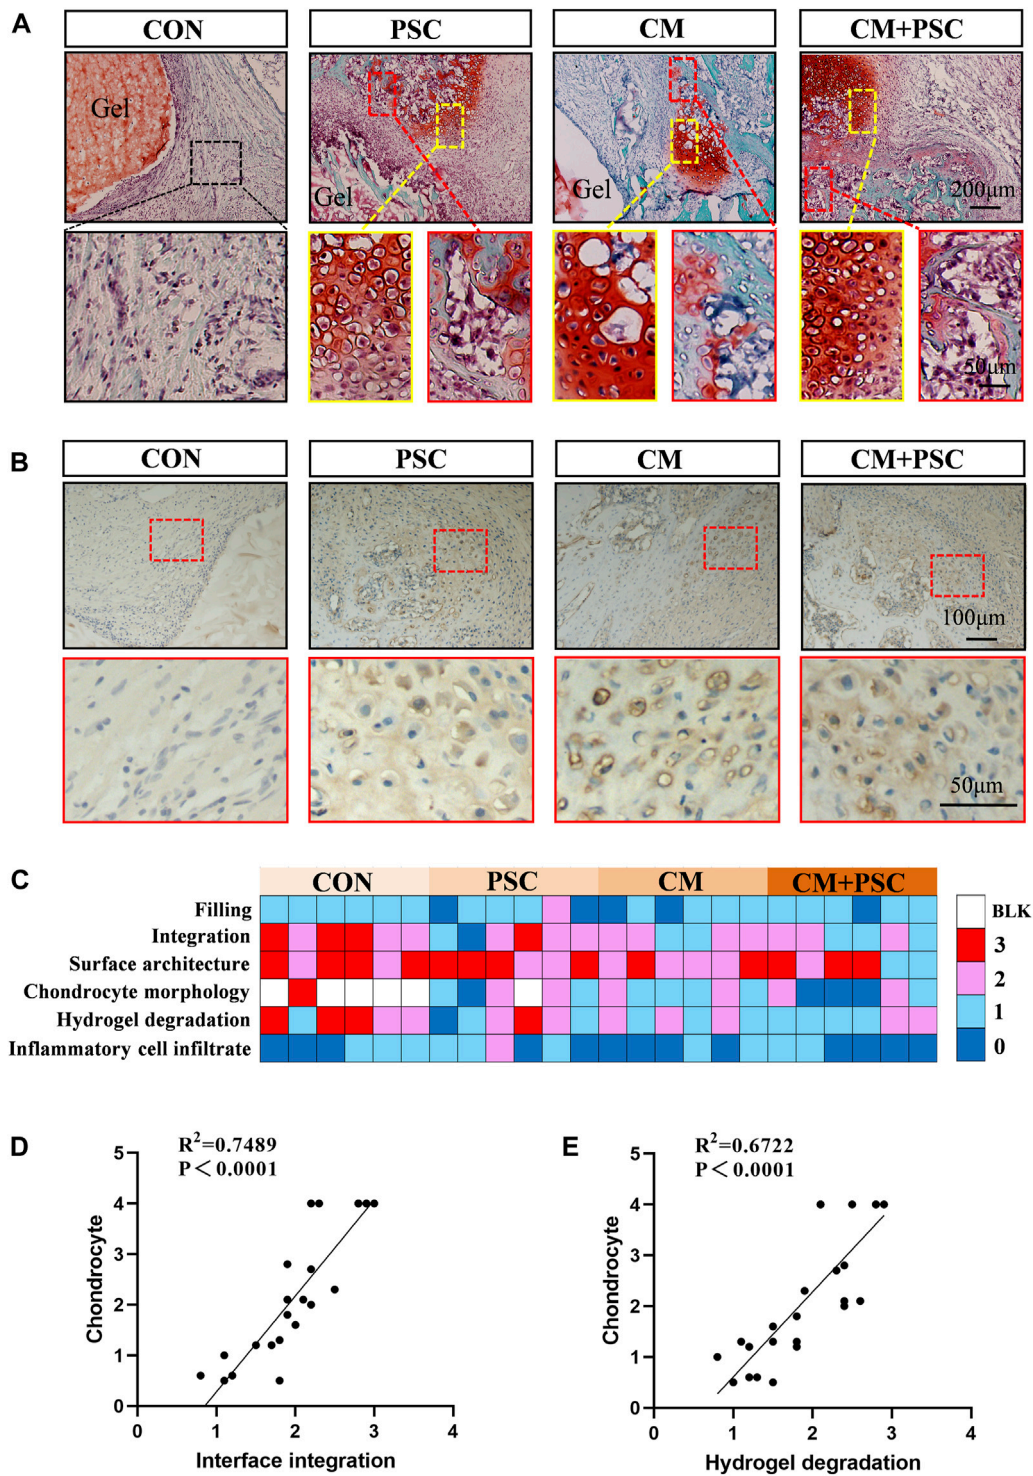 A
CON
PSC
CM
CM+PSC
Gel
Gel
Gel
200μm
50μm
B
CON
PSC
CM
CM+PSC
100μm
50μm
C
CON
PSC
CM
CM+PSC
Filling
Integration
Surface architecture
Chondrocyte morphology
Hydrogel degradation
Inflammatory cell infiltrate
BLK
3
2
1
0
D
R²=0.7489
P<0.0001
5
4
3
2
1
0
Chondrocyte
0
1
2
3
4
Interface integration
E
R²=0.6722
P<0.0001
5
4
3
2
1
0
Chondrocyte
0
1
2
3
4
Hydrogel degradation